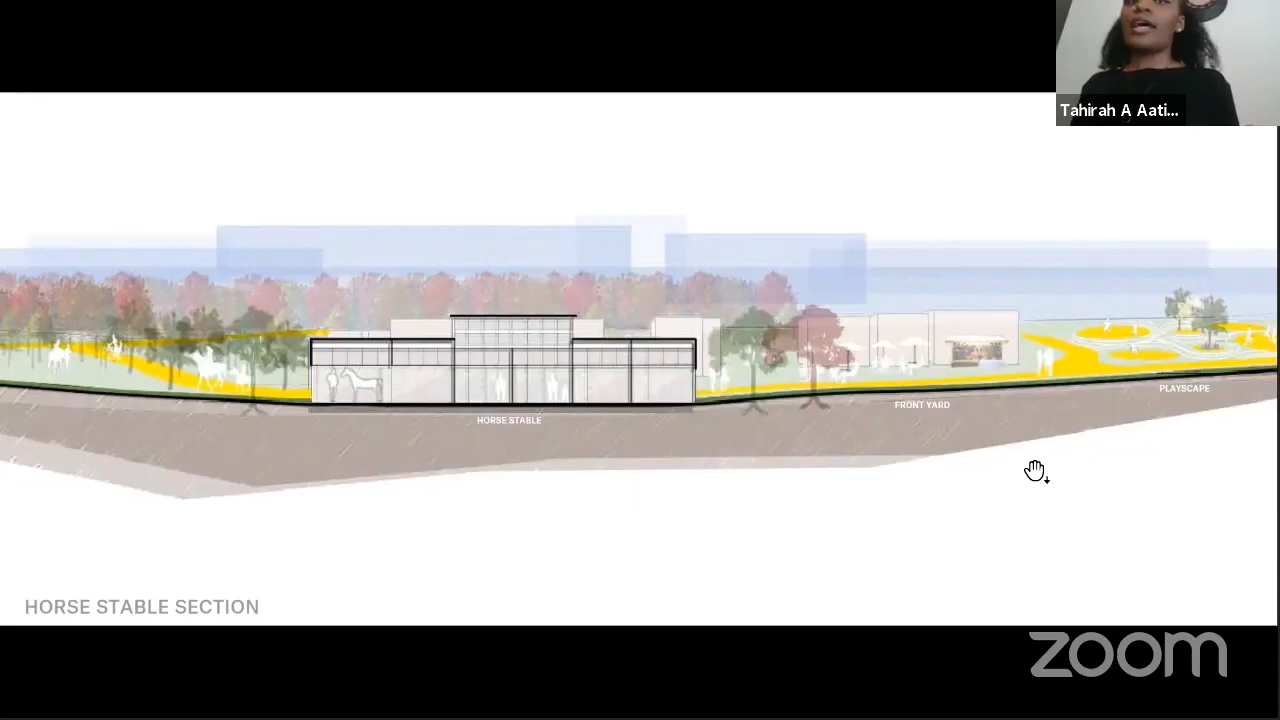 Tahirah A Aati...
PLAYSCAPE
FRONT YARD
HORSE STABLE
HORSE STABLE SECTION
zoom